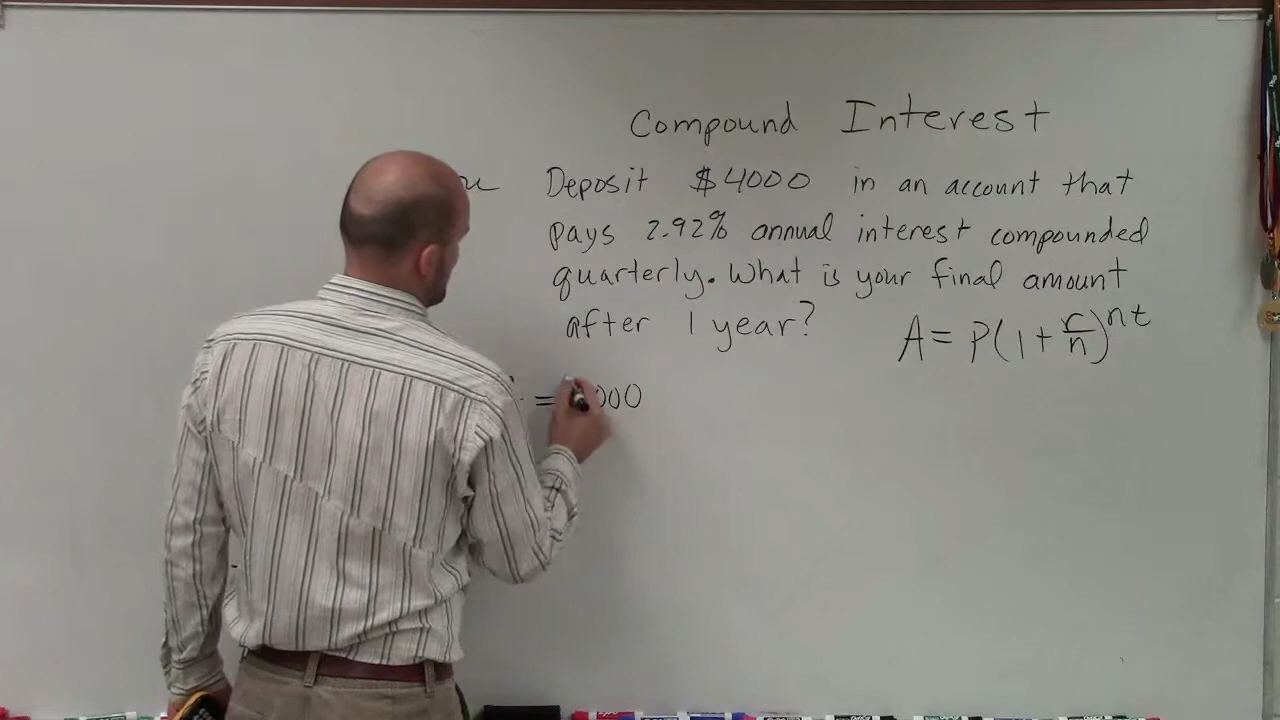 Compound Interest
Deposit $4000 in an account that
pays 2.92% annual interest compounded
quarterly. What is your final amount
after 1 year? A = P(1 + r/n)^nt
= 000